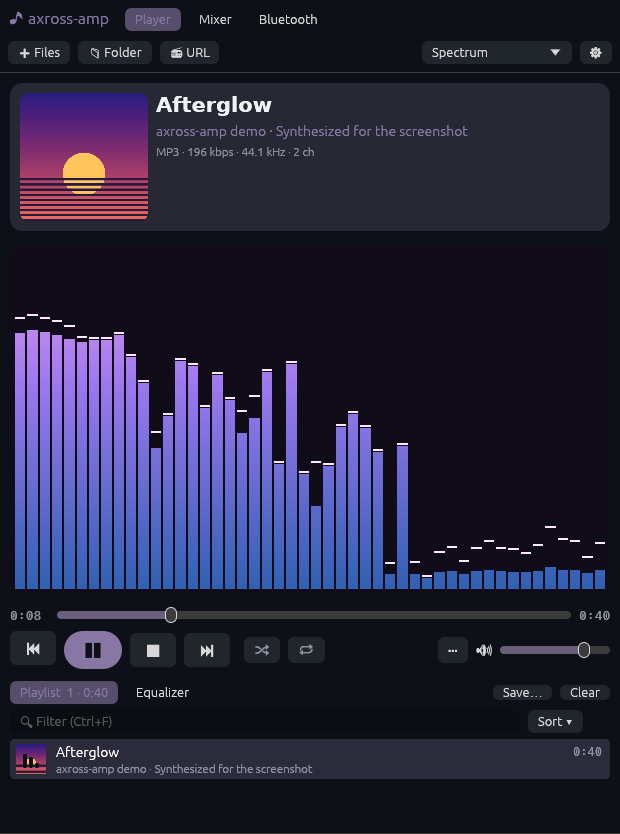 axross-amp Player Mixer Bluetooth
Files Folder URL Spectrum
Afterglow
axross-amp demo · Synthesized for the screenshot
MP3 · 196 kbps · 44.1 kHz · 2 ch
0:08 0:40
Playlist 1 · 0:40 Equalizer Save… Clear
Filter (Ctrl+F) Sort
Afterglow 0:40
axross-amp demo · Synthesized for the screenshot